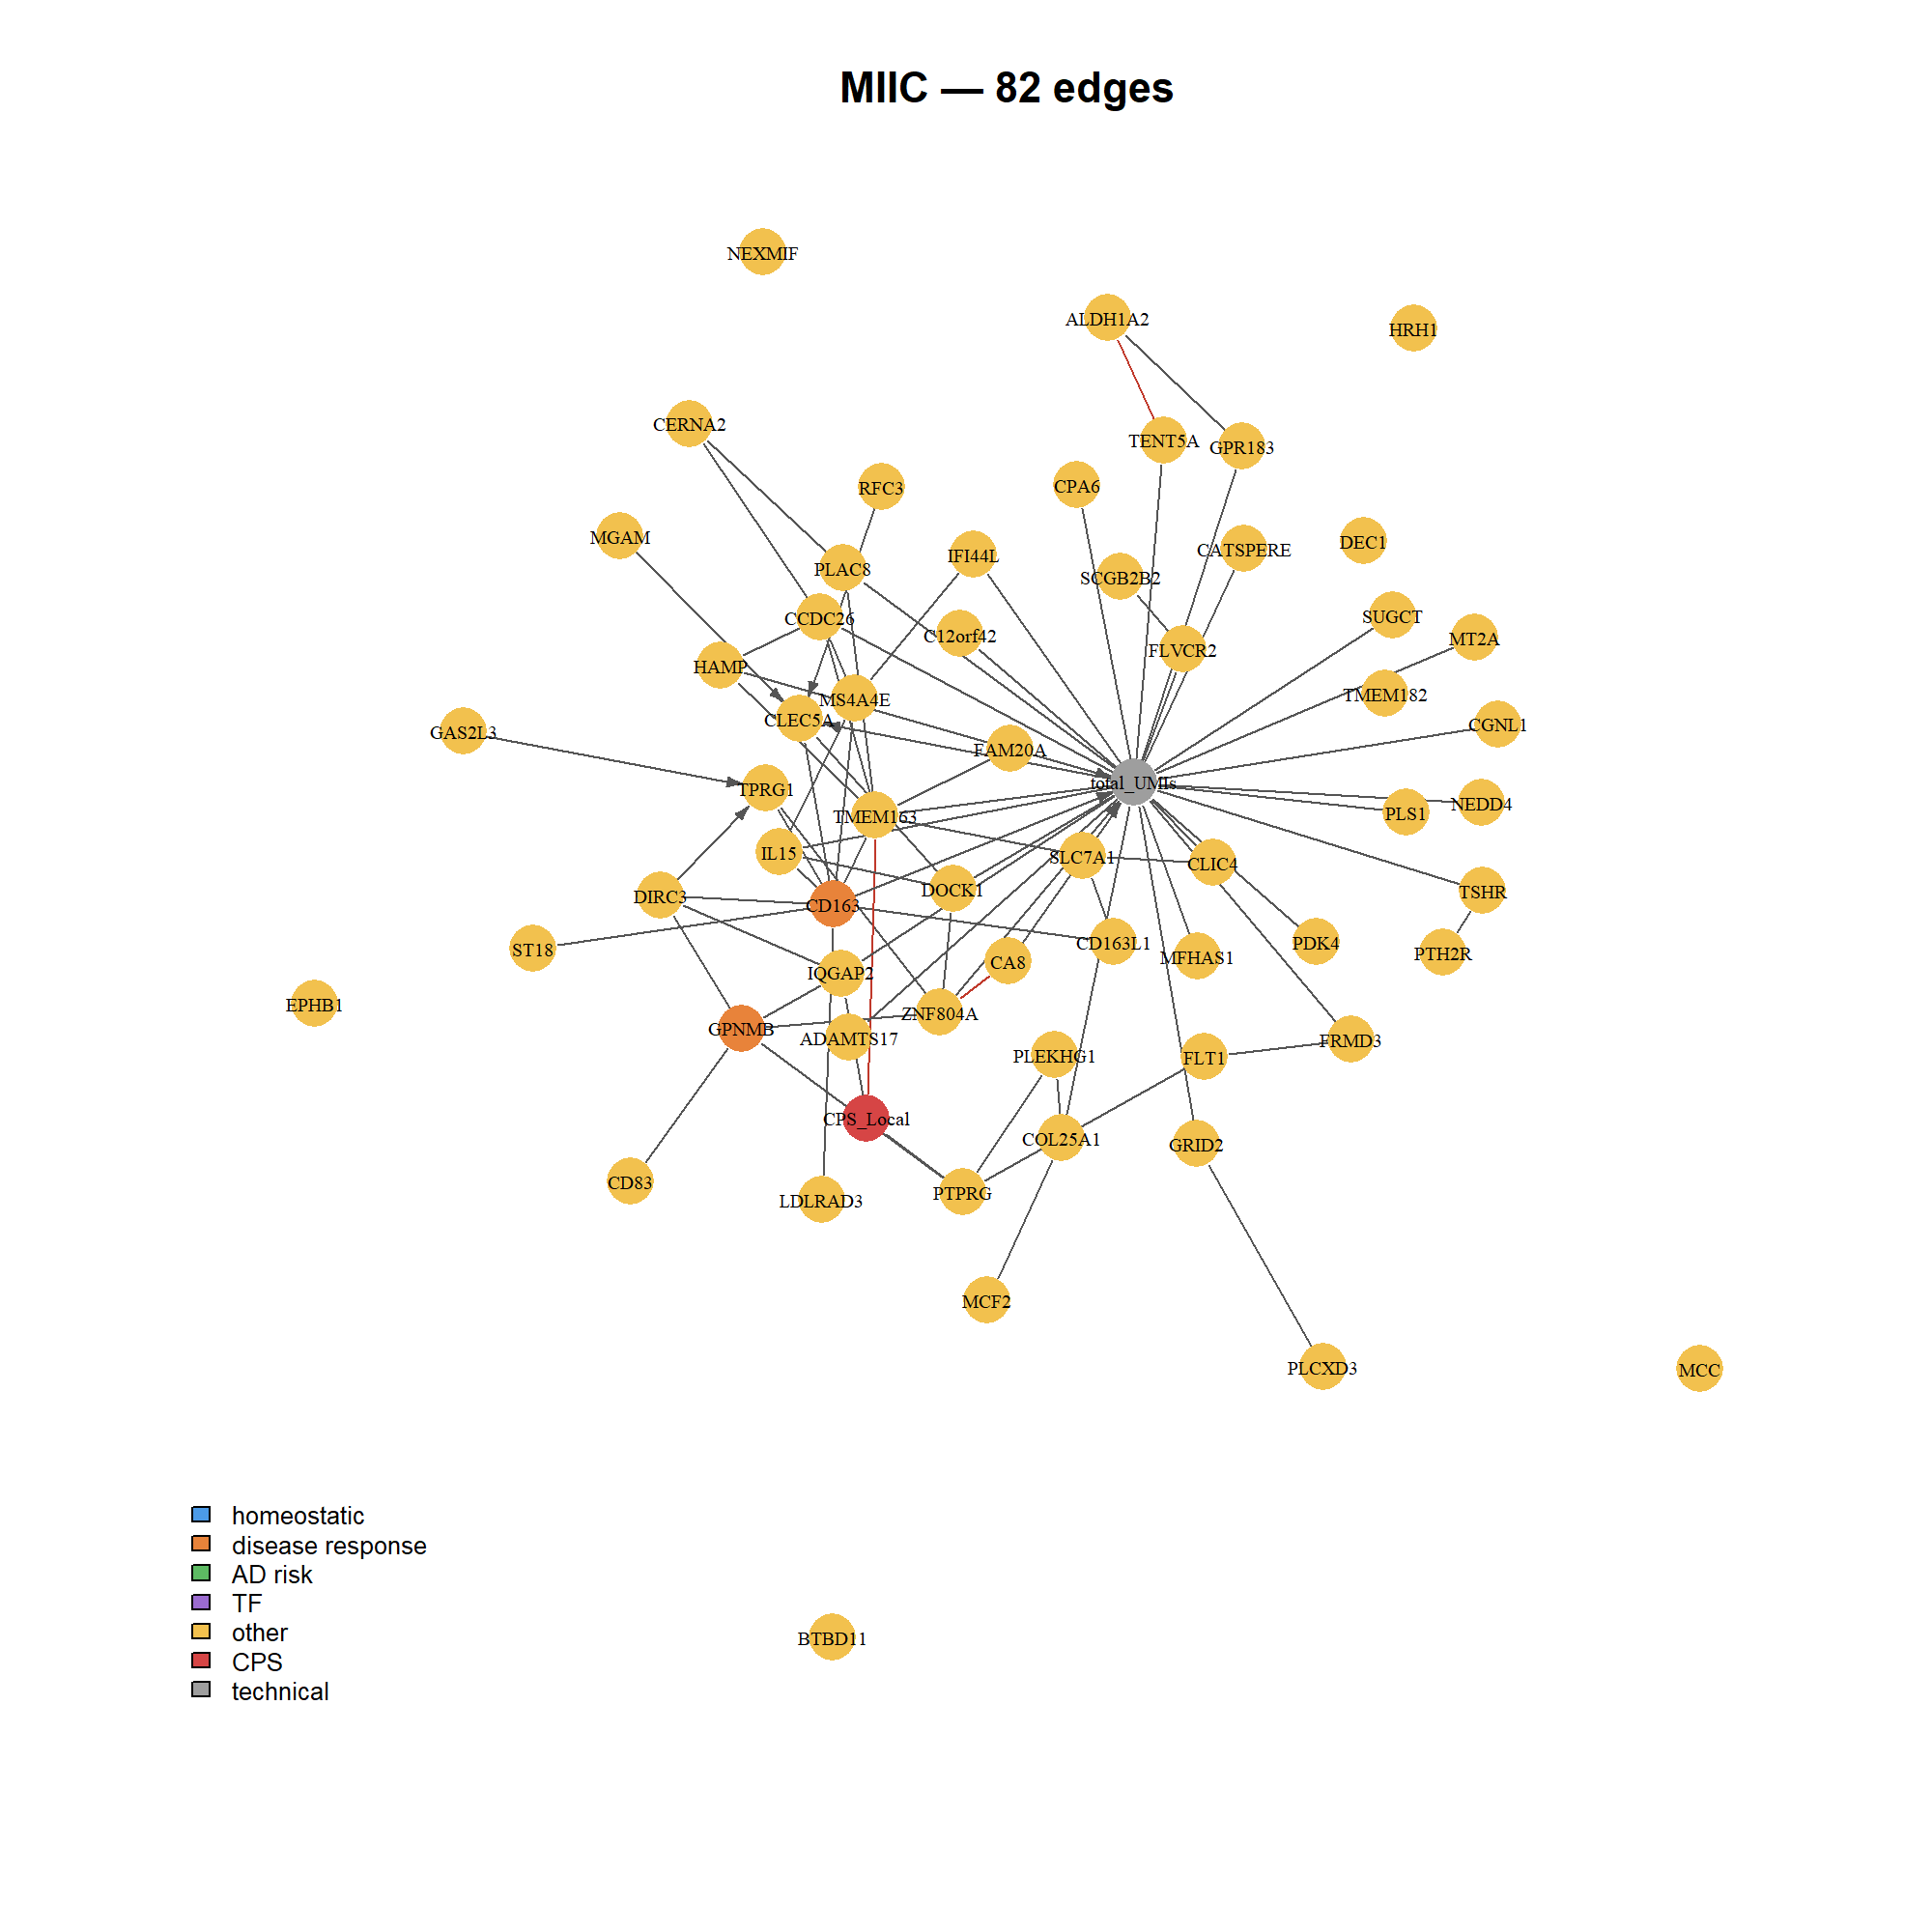 MIIC — 82 edges
NEXMIF
ALDH1A2
HRH1
CERNA2
TENT5A
GPR183
RFC3
CPA6
MGAM
DEC1
CATSPERE
IFI44L
PLAC8
SCGB2B2
CCDC26
SUGCT
C12orf42
MT2A
FLVCR2
HAMP
TMEM182
MS4A4E
CLEC5A
CGNL1
GAS2L3
FAM20A
total_UMIs
TPRG1
NEDD4
PLS1
TMEM163
IL15
SLC7A1
CLIC4
DOCK1
TSHR
DIRC3
CD163
CD163L1
PDK4
ST18
PTH2R
MFHAS1
CA8
IQGAP2
EPHB1
ZNF804A
GPNMB
ADAMTS17
FRMD3
PLEKHG1
FLT1
CPS_Local
COL25A1
GRID2
CD83
PTPRG
LDLRAD3
MCF2
PLCXD3
MCC
homeostatic
disease response
AD risk
TF
other
CPS
technical
BTBD11